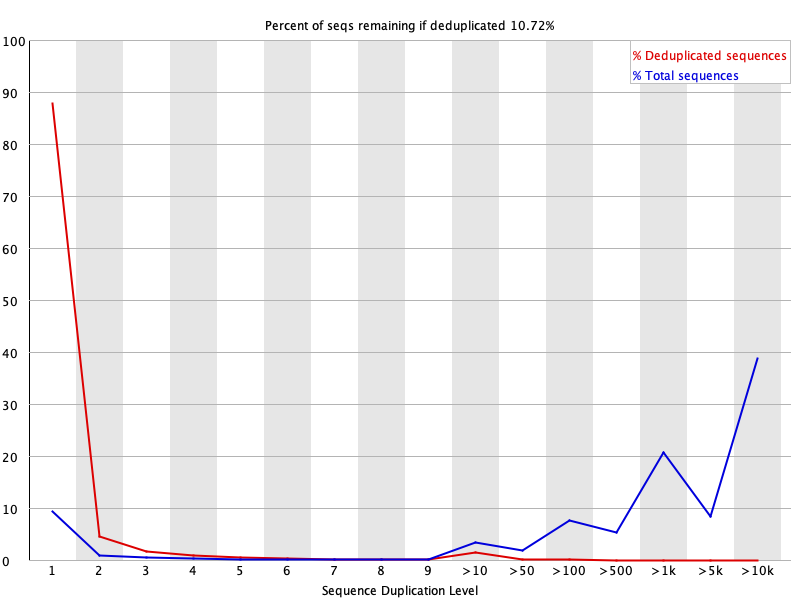 Percent of seqs remaining if deduplicated 10.72%
% Deduplicated sequences
% Total sequences
100
90
80
70
60
50
40
30
20
10
0
1 2 3 4 5 6 7 8 9 >10 >50 >100 >500 >1k >5k >10k
Sequence Duplication Level